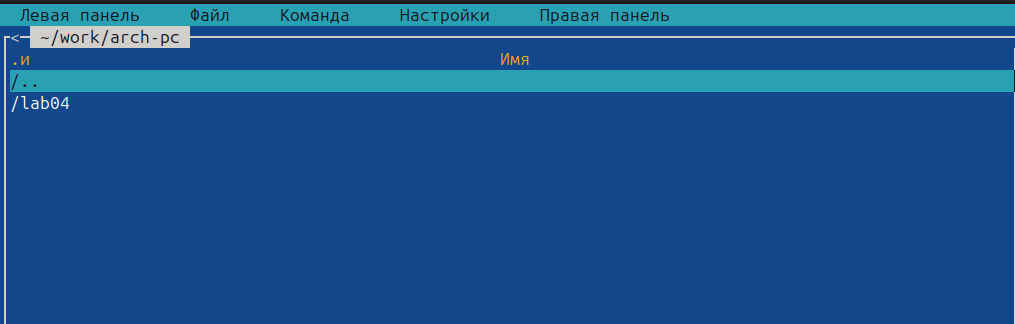 Левая панель Файл Команда Настройки Правая панель
< ~/work/arch-pc
.и Имя
/..
/lab04